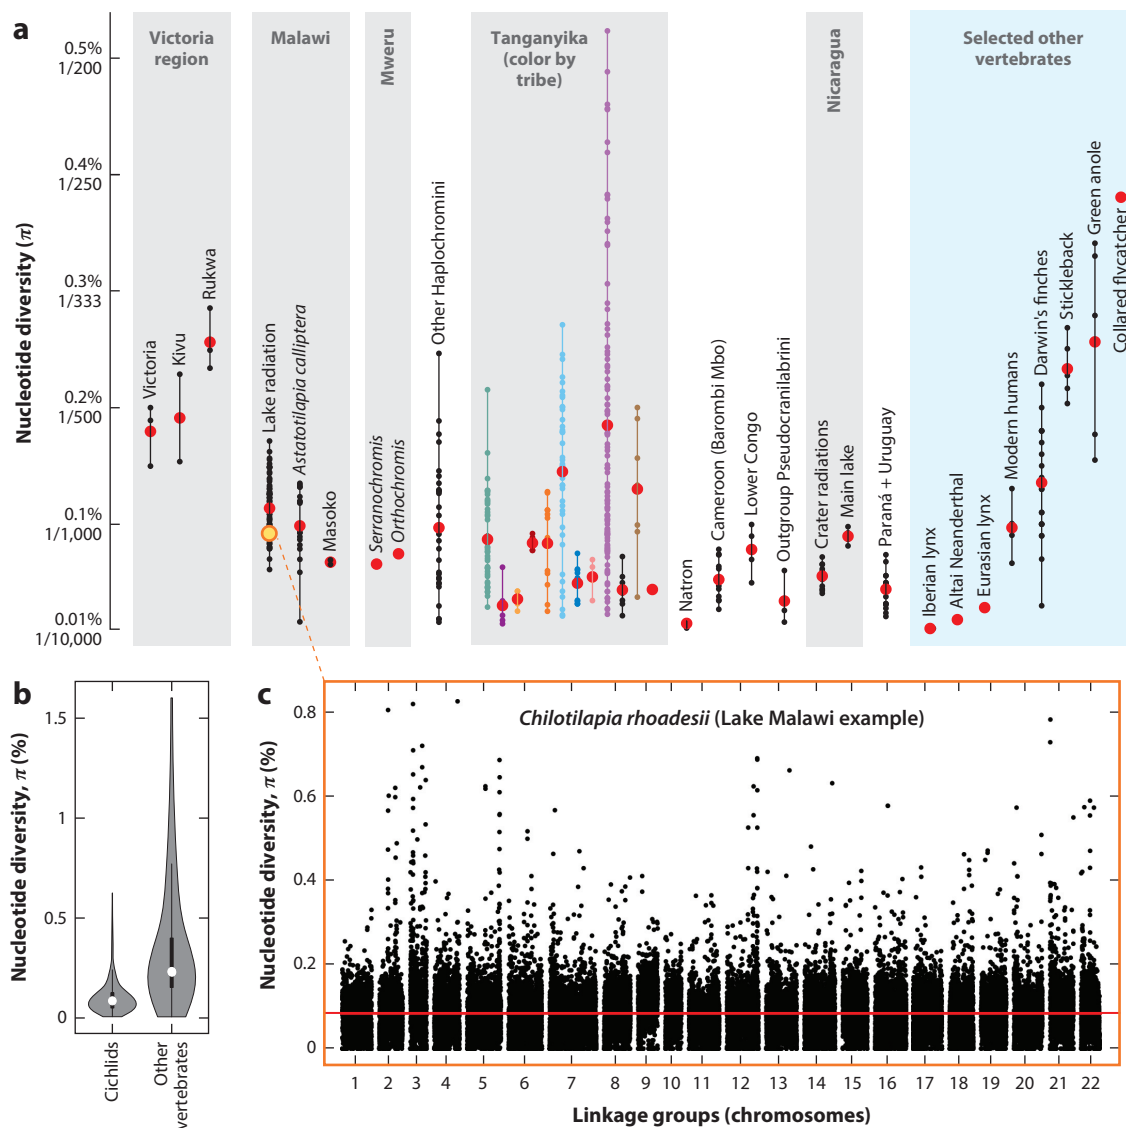 a
Victoria
region
Malawi
Mweru
Tanganyika
(color by
tribe)
Nicaragua
Selected other
vertebrates
Nucleotide diversity (π)
0.5%
1/200
0.4%
1/250
0.3%
1/333
0.2%
1/500
0.1%
1/1,000
0.01%
1/10,000
Victoria
Kivu
Rukwa
Lake radiation
Astatotilapia calliptera
Masoko
Serranochromis
Orthochromis
Other Haplochromini
Natron
Cameroon (Barombi Mbo)
Lower Congo
Outgroup Pseudocranilabrini
Crater radiations
Main lake
Paraná + Uruguay
Iberian lynx
Altai Neanderthal
Eurasian lynx
Modern humans
Darwin's finches
Stickleback
Green anole
Collared flycatcher
b
Nucleotide diversity, π (%)
1.5
1
0.5
0
Cichlids
Other
vertebrates
c
Chilotilapia rhoadesii (Lake Malawi example)
Nucleotide diversity, π (%)
0.8
0.6
0.4
0.2
0
1 2 3 4 5 6 7 8 9 10 11 12 13 14 15 16 17 18 19 20 21 22
Linkage groups (chromosomes)